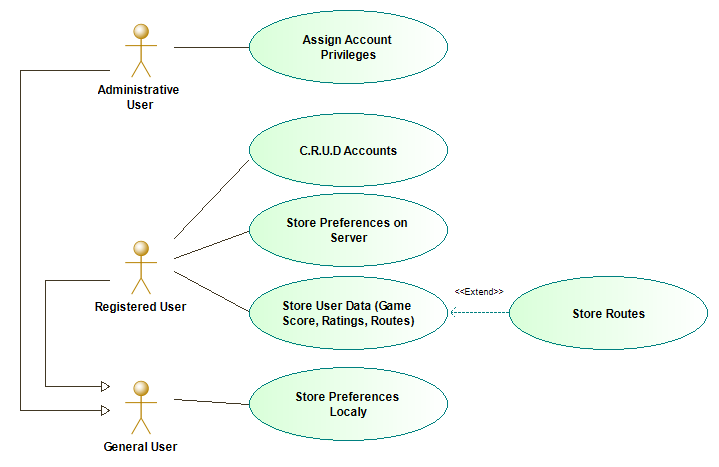 Assign Account
Privileges
Administrative
User
C.R.U.D Accounts
Store Preferences on
Server
Registered User
Store User Data (Game
Score, Ratings, Routes)
<<Extend>>
Store Routes
Store Preferences
Localy
General User